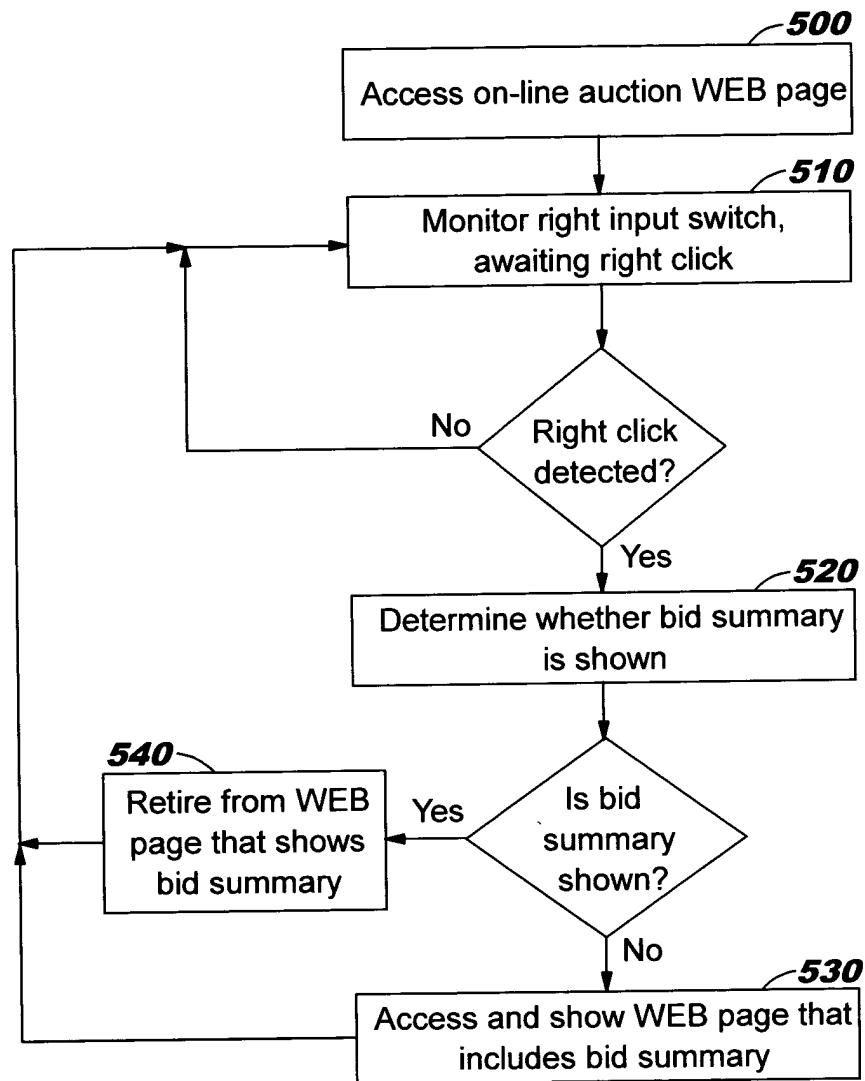 500
Access on-line auction WEB page
510
Monitor right input switch,
awaiting right click
No
Right click
detected?
Yes
520
Determine whether bid summary
is shown
540
Retire from WEB
page that shows
bid summary
Yes
Is bid
summary
shown?
No
530
Access and show WEB page that
includes bid summary